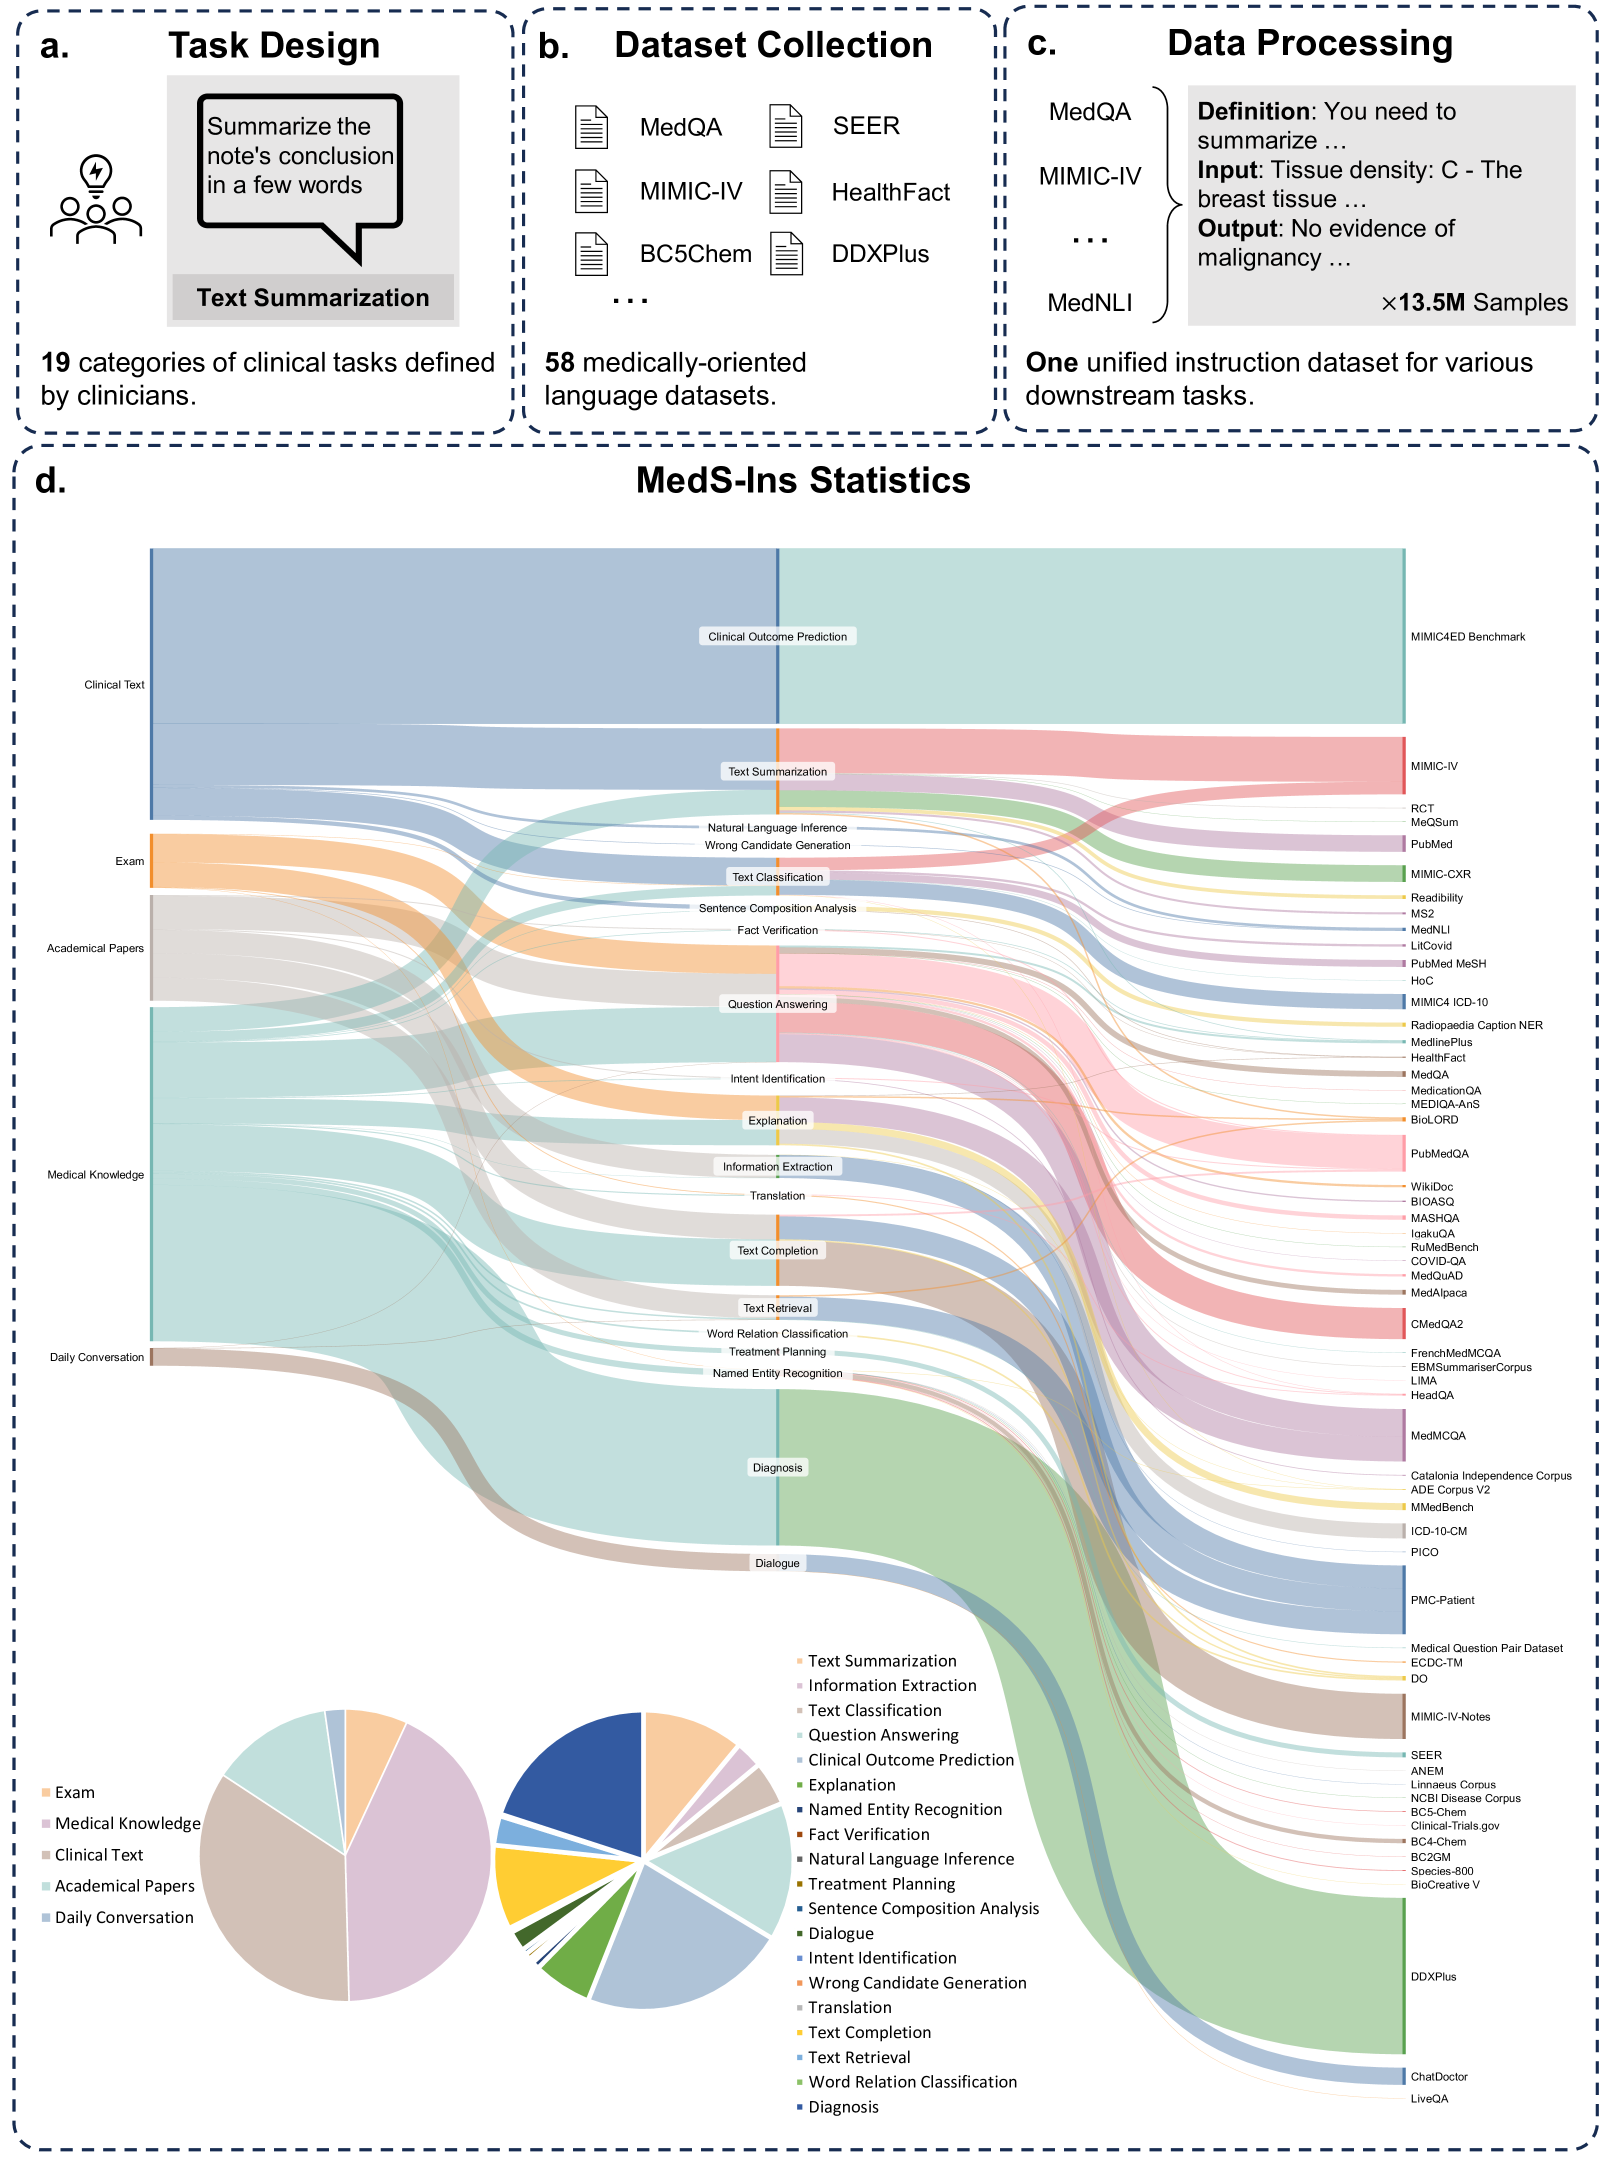 a. Task Design
Summarize the
note's conclusion
in a few words
Text Summarization
19 categories of clinical tasks defined
by clinicians.
b. Dataset Collection
MedQA
SEER
MIMIC-IV
HealthFact
BC5Chem
DDXPlus
...
58 medically-oriented
language datasets.
c. Data Processing
MedQA
MIMIC-IV
...
MedNLI
Definition: You need to
summarize …
Input: Tissue density: C - The
breast tissue …
Output: No evidence of
malignancy …
×13.5M Samples
One unified instruction dataset for various
downstream tasks.
d. MedS-Ins Statistics
Clinical Text
Exam
Academical Papers
Medical Knowledge
Daily Conversation
Clinical Outcome Prediction
Text Summarization
Natural Language Inference
Wrong Candidate Generation
Text Classification
Sentence Composition Analysis
Fact Verification
Question Answering
Intent Identification
Explanation
Information Extraction
Translation
Text Completion
Text Retrieval
Word Relation Classification
Treatment Planning
Named Entity Recognition
Diagnosis
Dialogue
MIMIC4ED Benchmark
MIMIC-IV
RCT
MeQSum
PubMed
MIMIC-CXR
Readibility
MS2
MedNLI
LitCovid
PubMed MeSH
HoC
MIMIC4 ICD-10
Radiopaedia Caption NER
MedlinePlus
HealthFact
MedQA
MedicationQA
MEDIQA-AnS
BioLORD
PubMedQA
WikiDoc
BIOASQ
MASHQA
IgakuQA
RuMedBench
COVID-QA
MedQuAD
MedAlpaca
CMedQA2
FrenchMedMCQA
EBMSummariserCorpus
LIMA
HeadQA
MedMCQA
Catalonia Independence Corpus
ADE Corpus V2
MMedBench
ICD-10-CM
PICO
PMC-Patient
Medical Question Pair Dataset
ECDC-TM
DO
MIMIC-IV-Notes
SEER
ANEM
Linnaeus Corpus
NCBI Disease Corpus
BC5-Chem
Clinical-Trials.gov
BC4-Chem
BC2GM
Species-800
BioCreative V
DDXPlus
ChatDoctor
LiveQA
Exam
Medical Knowledge
Clinical Text
Academical Papers
Daily Conversation
Text Summarization
Information Extraction
Text Classification
Question Answering
Clinical Outcome Prediction
Explanation
Named Entity Recognition
Fact Verification
Natural Language Inference
Treatment Planning
Sentence Composition Analysis
Dialogue
Intent Identification
Wrong Candidate Generation
Translation
Text Completion
Text Retrieval
Word Relation Classification
Diagnosis